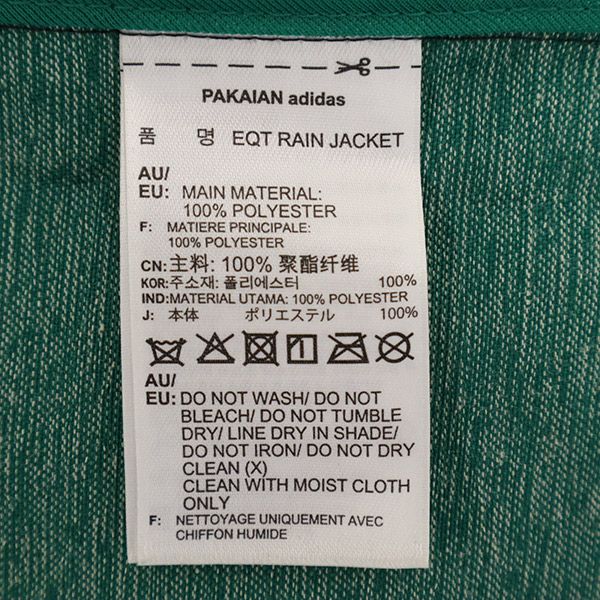 PAKAIAN adidas
품 명 EQT RAIN JACKET
AU/
EU: MAIN MATERIAL:
100% POLYESTER
F: MATIERE PRINCIPALE:
100% POLYESTER
CN: 主料: 100% 聚酯纤维
KOR: 주소재: 폴리에스터 100%
IND: MATERIAL UTAMA: 100% POLYESTER
J: 本体 ポリエステル 100%
AU/
EU: DO NOT WASH/ DO NOT
BLEACH/ DO NOT TUMBLE
DRY/ LINE DRY IN SHADE/
DO NOT IRON/ DO NOT DRY
CLEAN (X)
CLEAN WITH MOIST CLOTH
ONLY
F: NETTOYAGE UNIQUEMENT AVEC
CHIFFON HUMIDE